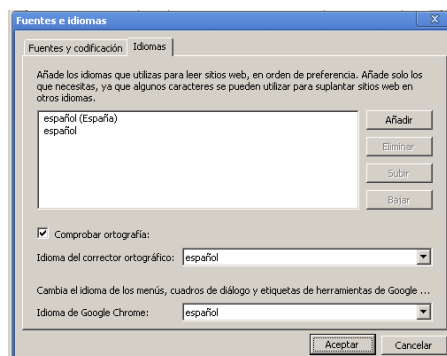 Fuentes e idiomas
Fuentes y codificación
Idiomas
Añade los idiomas que utilizas para leer sitios web, en orden de preferencia. Añade solo los
que necesitas, ya que algunos caracteres se pueden utilizar para suplantar sitios web en
otros idiomas.
español (España)
español
Añadir
Eliminar
Subir
Bajar
Comprobar ortografía:
Idioma del corrector ortográfico: español
Cambia el idioma de los menús, cuadros de diálogo y etiquetas de herramientas de Google ...
Idioma de Google Chrome: español
Aceptar
Cancelar